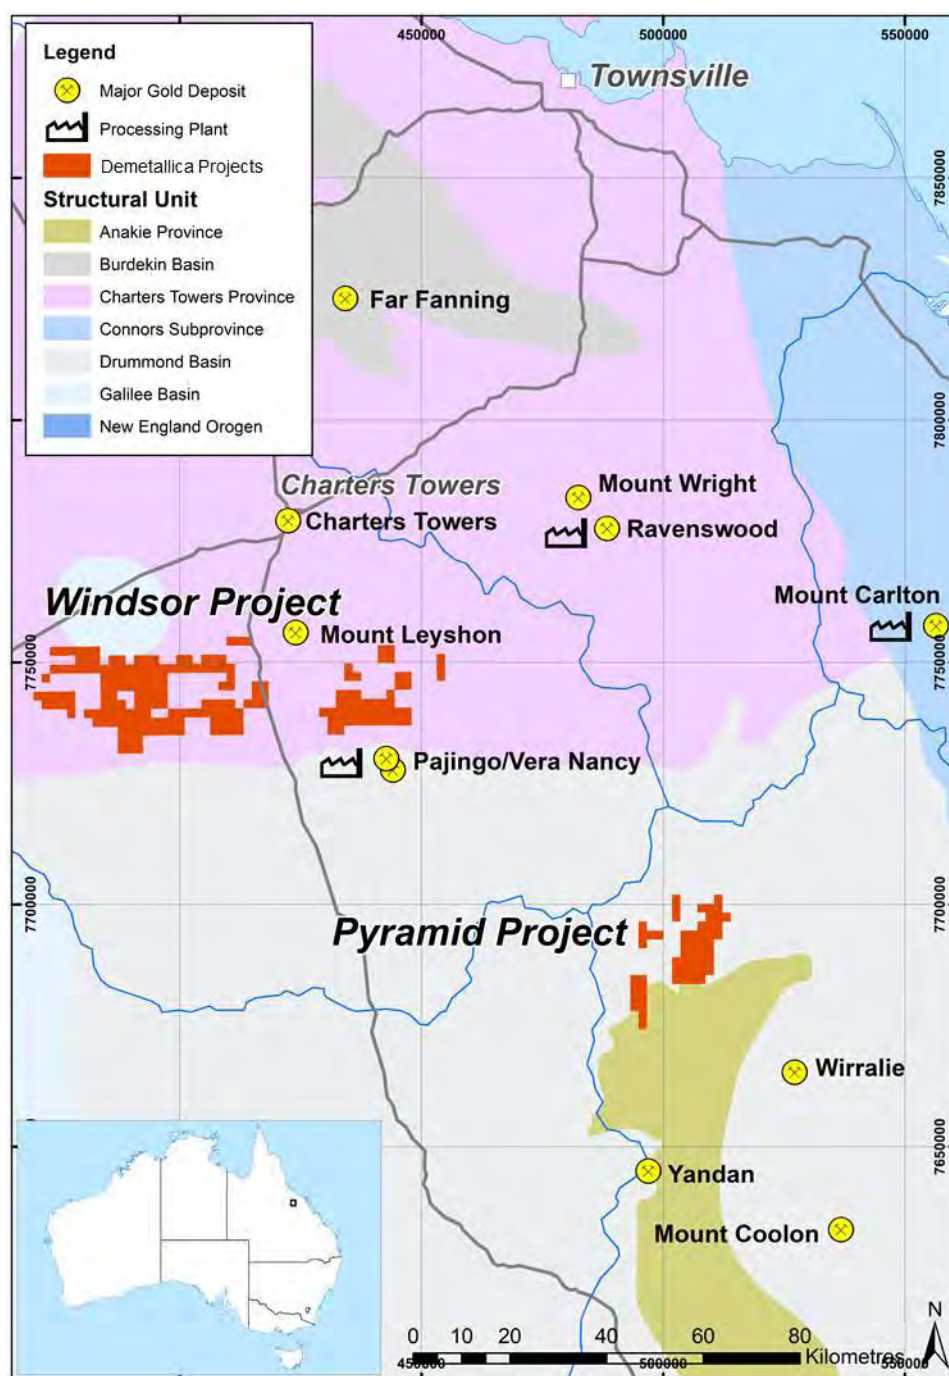 450000
500000
550000
Legend
Major Gold Deposit
Processing Plant
Demetallica Projects
Structural Unit
Anakie Province
Burdekin Basin
Charters Towers Province
Connors Subprovince
Drummond Basin
Galilee Basin
New England Orogen
Townsville
7850000
Far Fanning
7800000
7800000
Charters Towers
Mount Wright
Charters Towers
Ravenswood
Windsor Project
Mount Carlton
Mount Leyshon
7750000
7750000
Pajingo/Vera Nancy
7700000
7700000
Pyramid Project
Wirralie
7650000
Yandan
Mount Coolon
N
0 10 20 40 60 80
Kilometres
450000
500000
550000